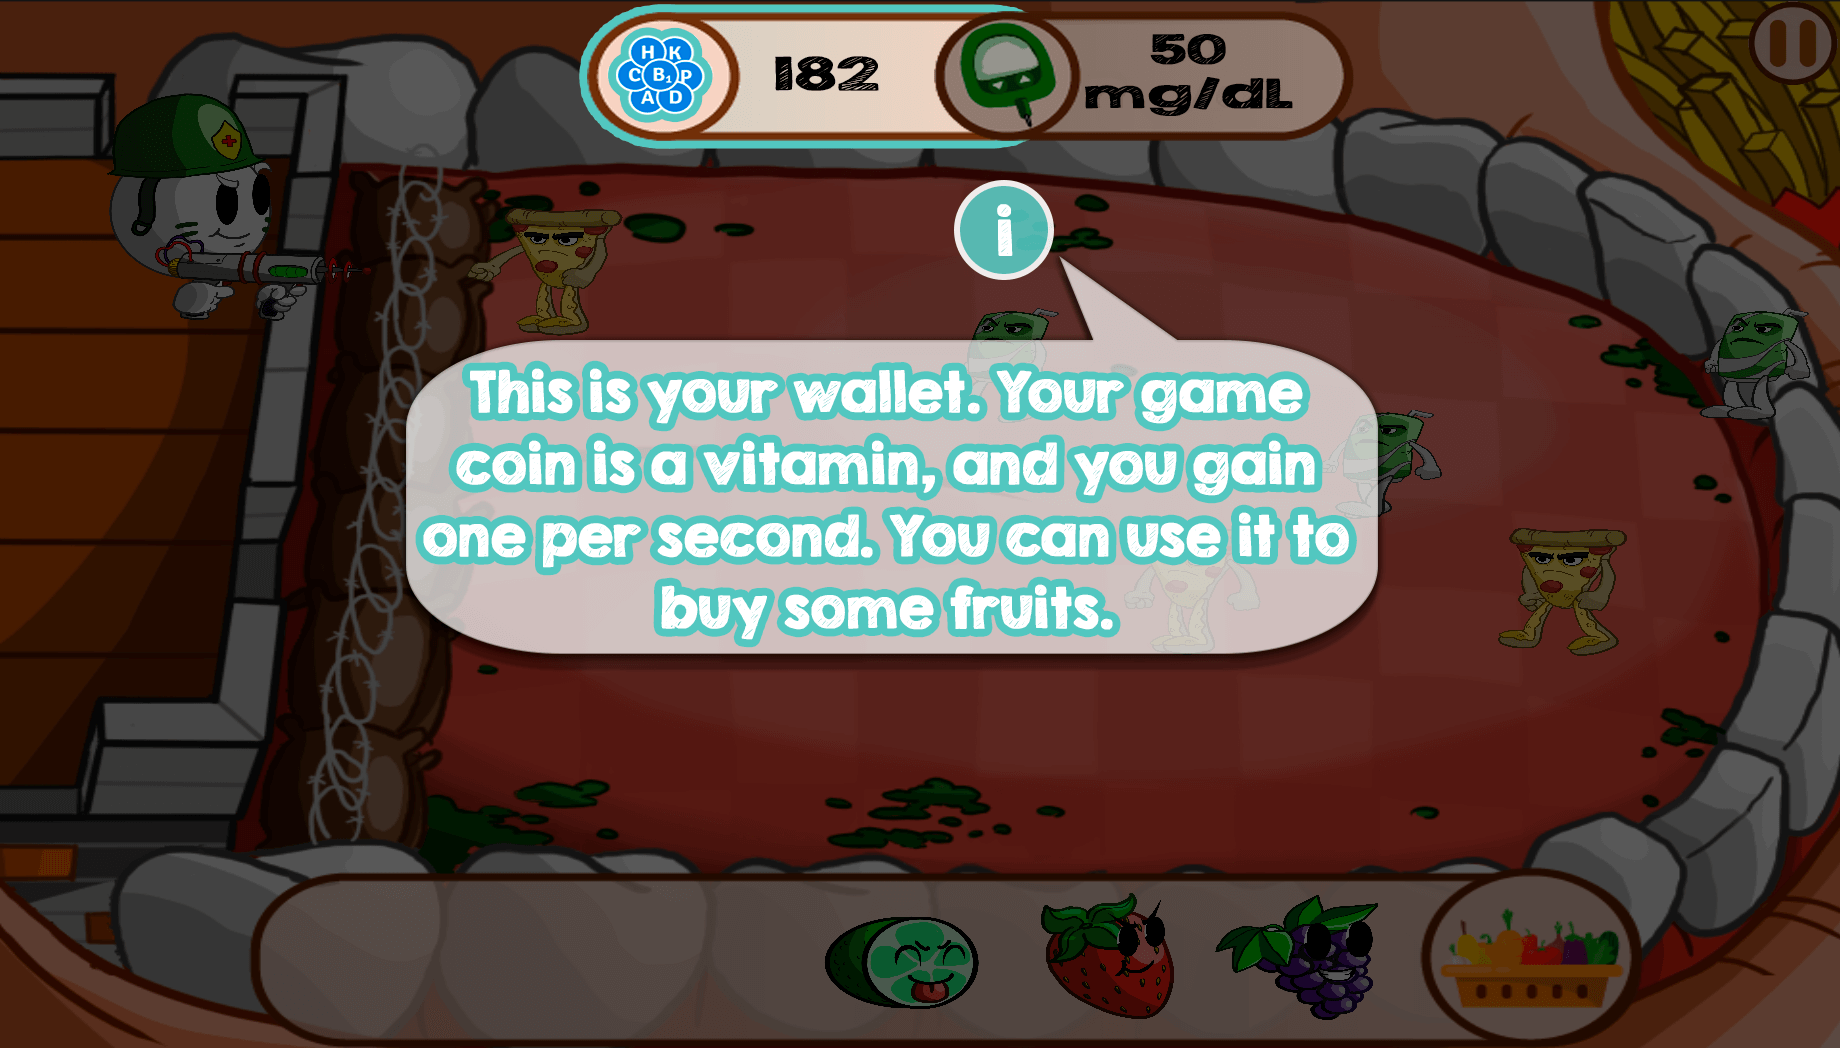 H K
C B₁ P
A D
182
50
mg/dL
i
This is your wallet. Your game
coin is a vitamin, and you gain
one per second. You can use it to
buy some fruits.